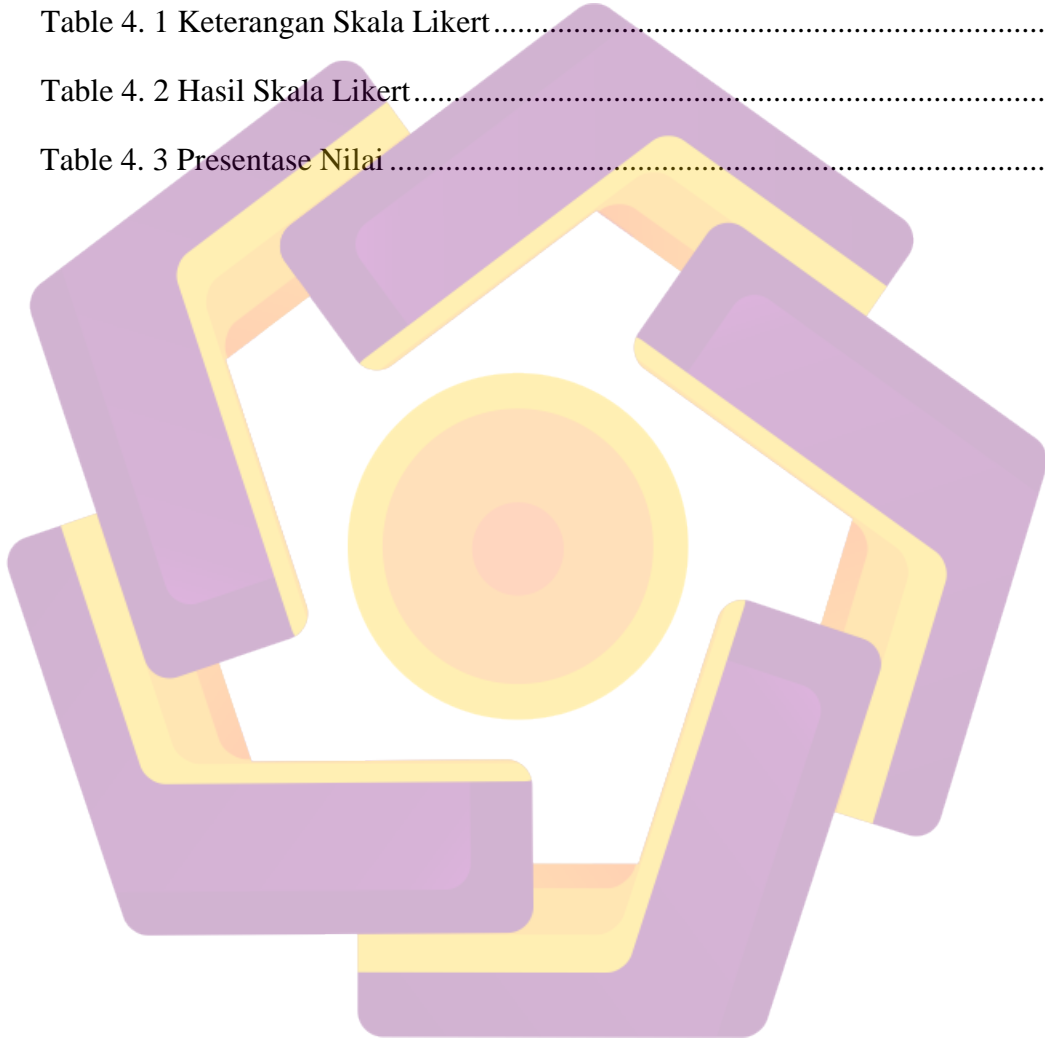 Table 4. 1 Keterangan Skala Likert........................................................................
Table 4. 2 Hasil Skala Likert..................................................................................
Table 4. 3 Presentase Nilai .....................................................................................